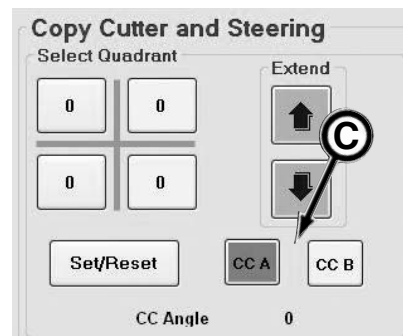 Copy Cutter and Steering
Select Quadrant
Extend
0 0
C
0 0
Set/Reset CC A CC B
CC Angle 0